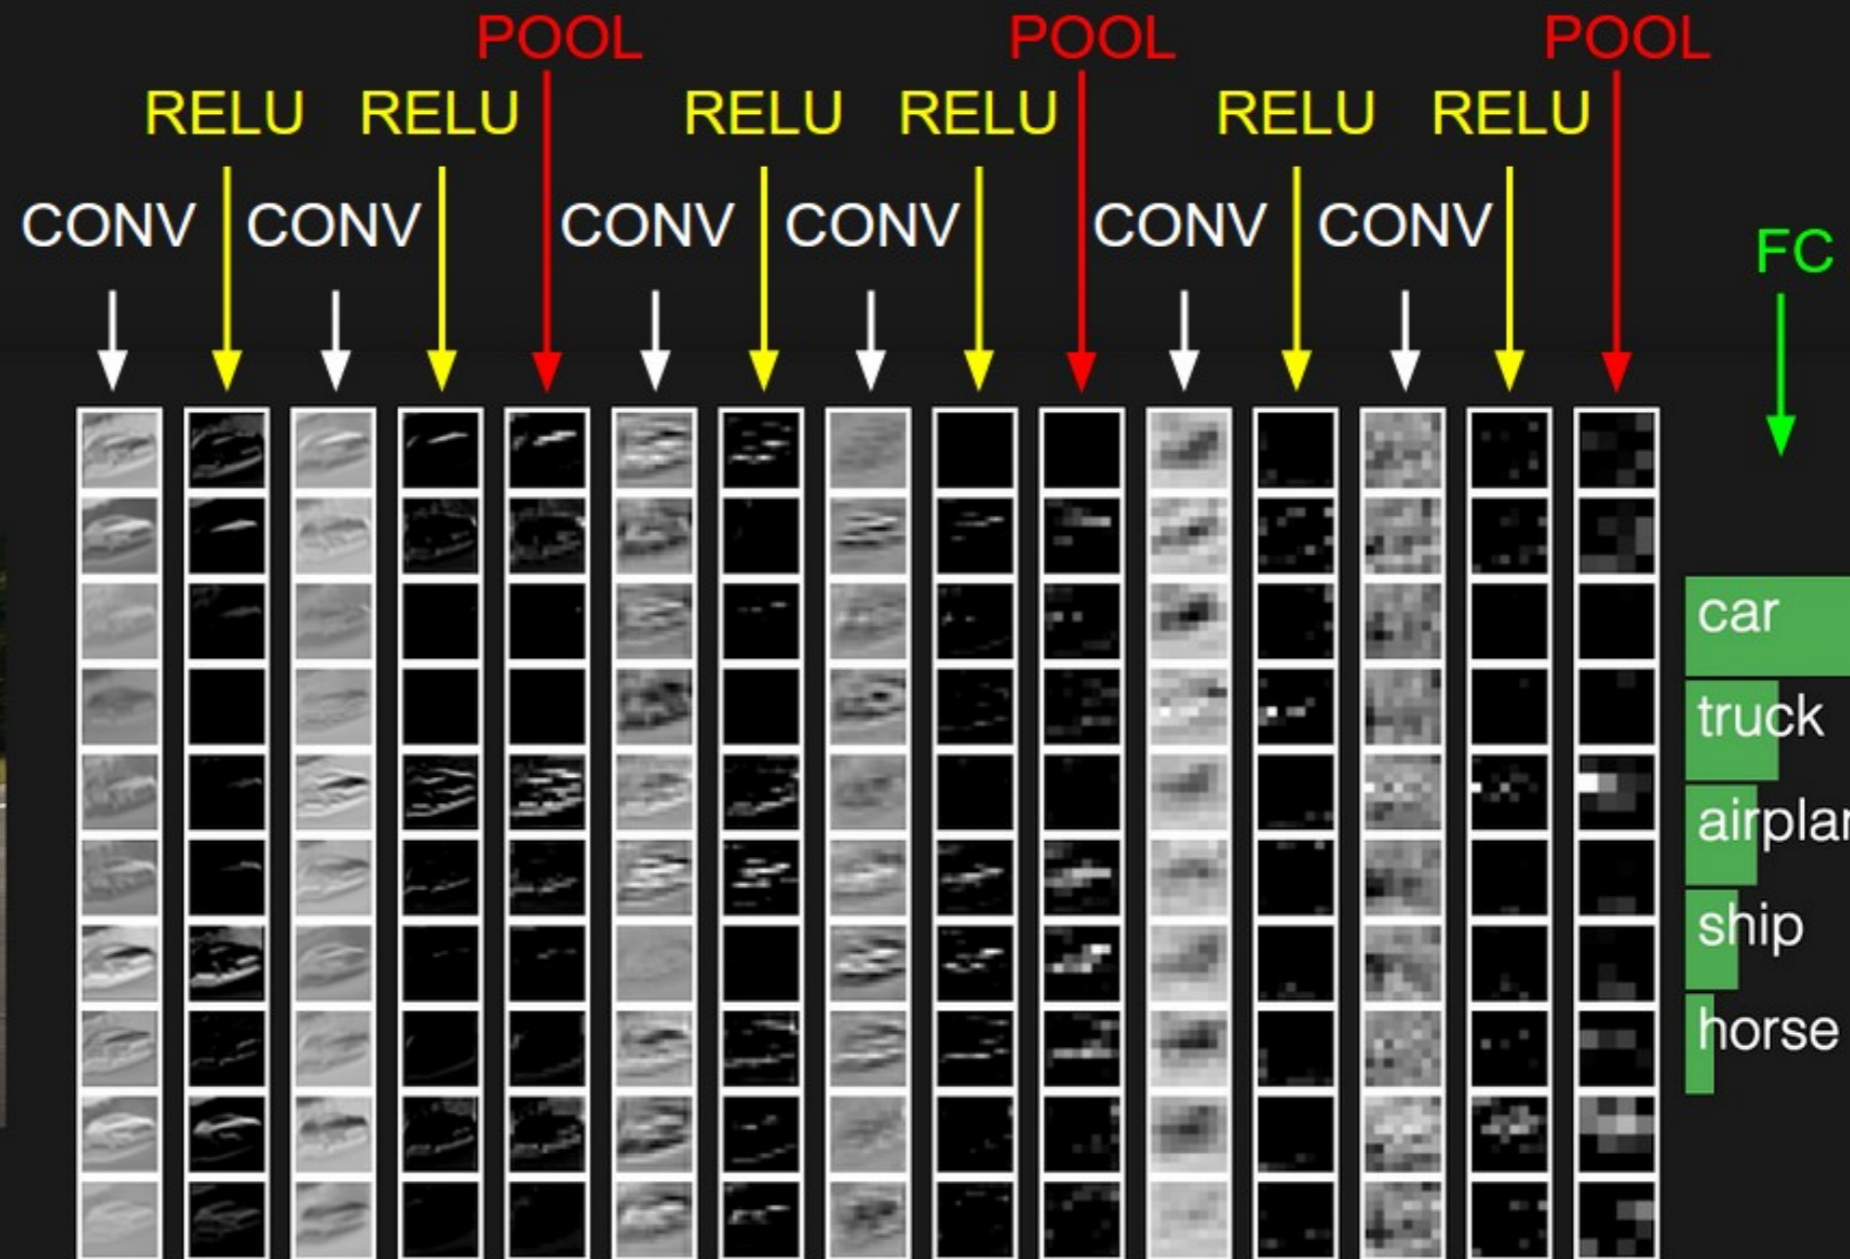 POOL POOL POOL
RELU RELU RELU RELU RELU RELU
CONV CONV CONV CONV CONV CONV
FC
car
truck
airplan
ship
horse